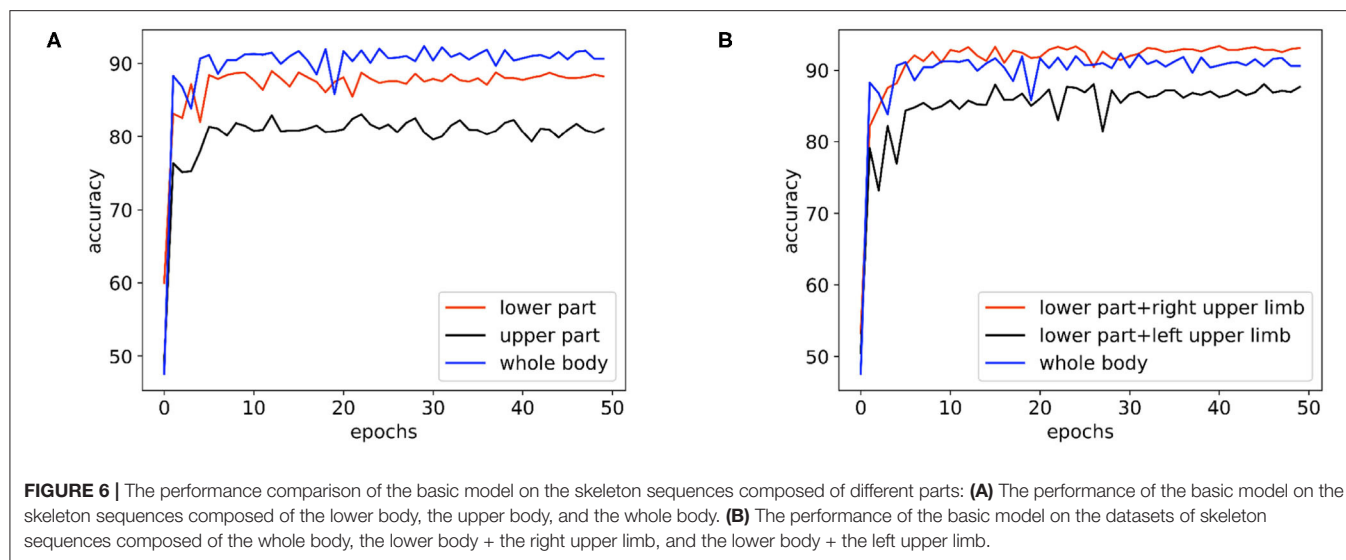 A
accuracy
90
80
70
60
50
0
10
20
30
40
50
epochs
lower part
upper part
whole body
B
accuracy
90
80
70
60
50
0
10
20
30
40
50
epochs
lower part+right upper limb
lower part+left upper limb
whole body
FIGURE 6 | The performance comparison of the basic model on the skeleton sequences composed of different parts: (A) The performance of the basic model on the
skeleton sequences composed of the lower body, the upper body, and the whole body. (B) The performance of the basic model on the datasets of skeleton
sequences composed of the whole body, the lower body + the right upper limb, and the lower body + the left upper limb.